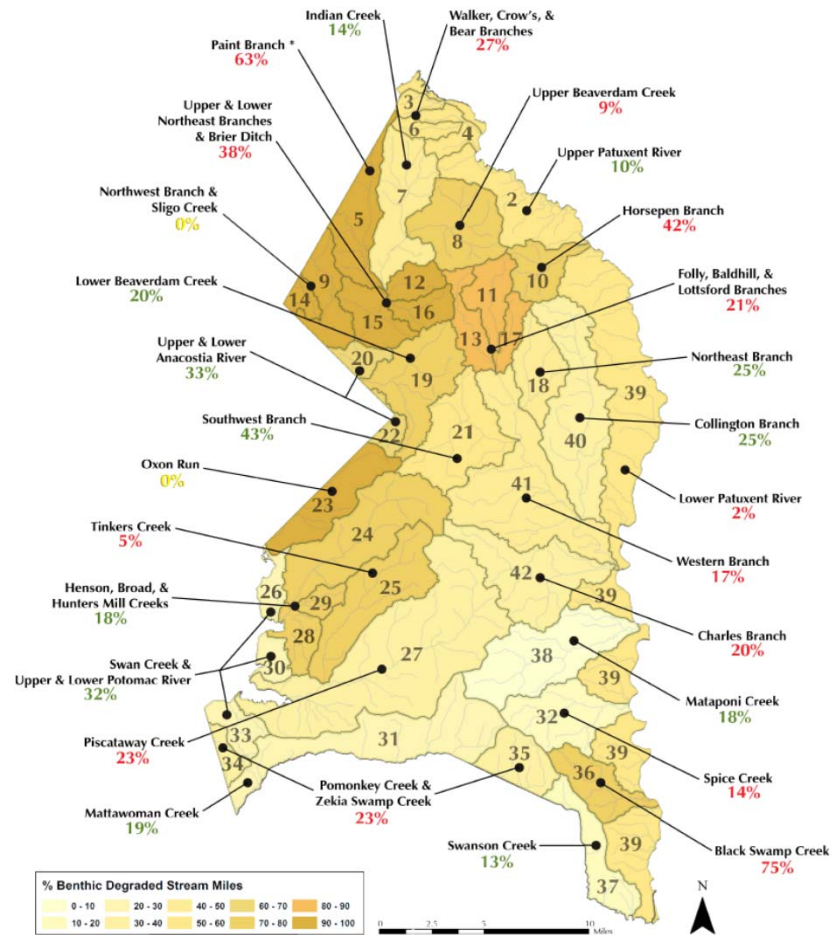 Indian Creek
14%
Walker, Crow's, &
Bear Branches
27%
Paint Branch *
63%
Upper & Lower
Northeast Branches
& Brier Ditch
38%
Upper Beaverdam Creek
9%
Upper Patuxent River
10%
Northwest Branch &
Sligo Creek
0%
Horsepen Branch
42%
Lower Beaverdam Creek
20%
Folly, Baldhill, &
Lottsford Branches
21%
Upper & Lower
Anacostia River
33%
Northeast Branch
25%
Southwest Branch
43%
Collington Branch
25%
Oxon Run
0%
Lower Patuxent River
2%
Tinkers Creek
5%
Western Branch
17%
Henson, Broad, &
Hunters Mill Creeks
18%
Charles Branch
20%
Swan Creek &
Upper & Lower Potomac River
32%
Mataponi Creek
18%
Piscataway Creek
23%
Spice Creek
14%
Mattawoman Creek
19%
Pomonkey Creek &
Zekia Swamp Creek
23%
Swanson Creek
13%
Black Swamp Creek
75%
3
6
4
7
2
5
8
9
12
10
11
14
16
15
13
17
20
19
18
39
22
21
40
23
41
24
42
25
26
29
39
28
27
38
30
39
32
33
31
39
34
35
36
39
37
% Benthic Degraded Stream Miles
0 - 10
20 - 30
40 - 50
60 - 70
80 - 90
10 - 20
30 - 40
50 - 60
70 - 80
90 - 100
0
2.5
5
10
Miles
N